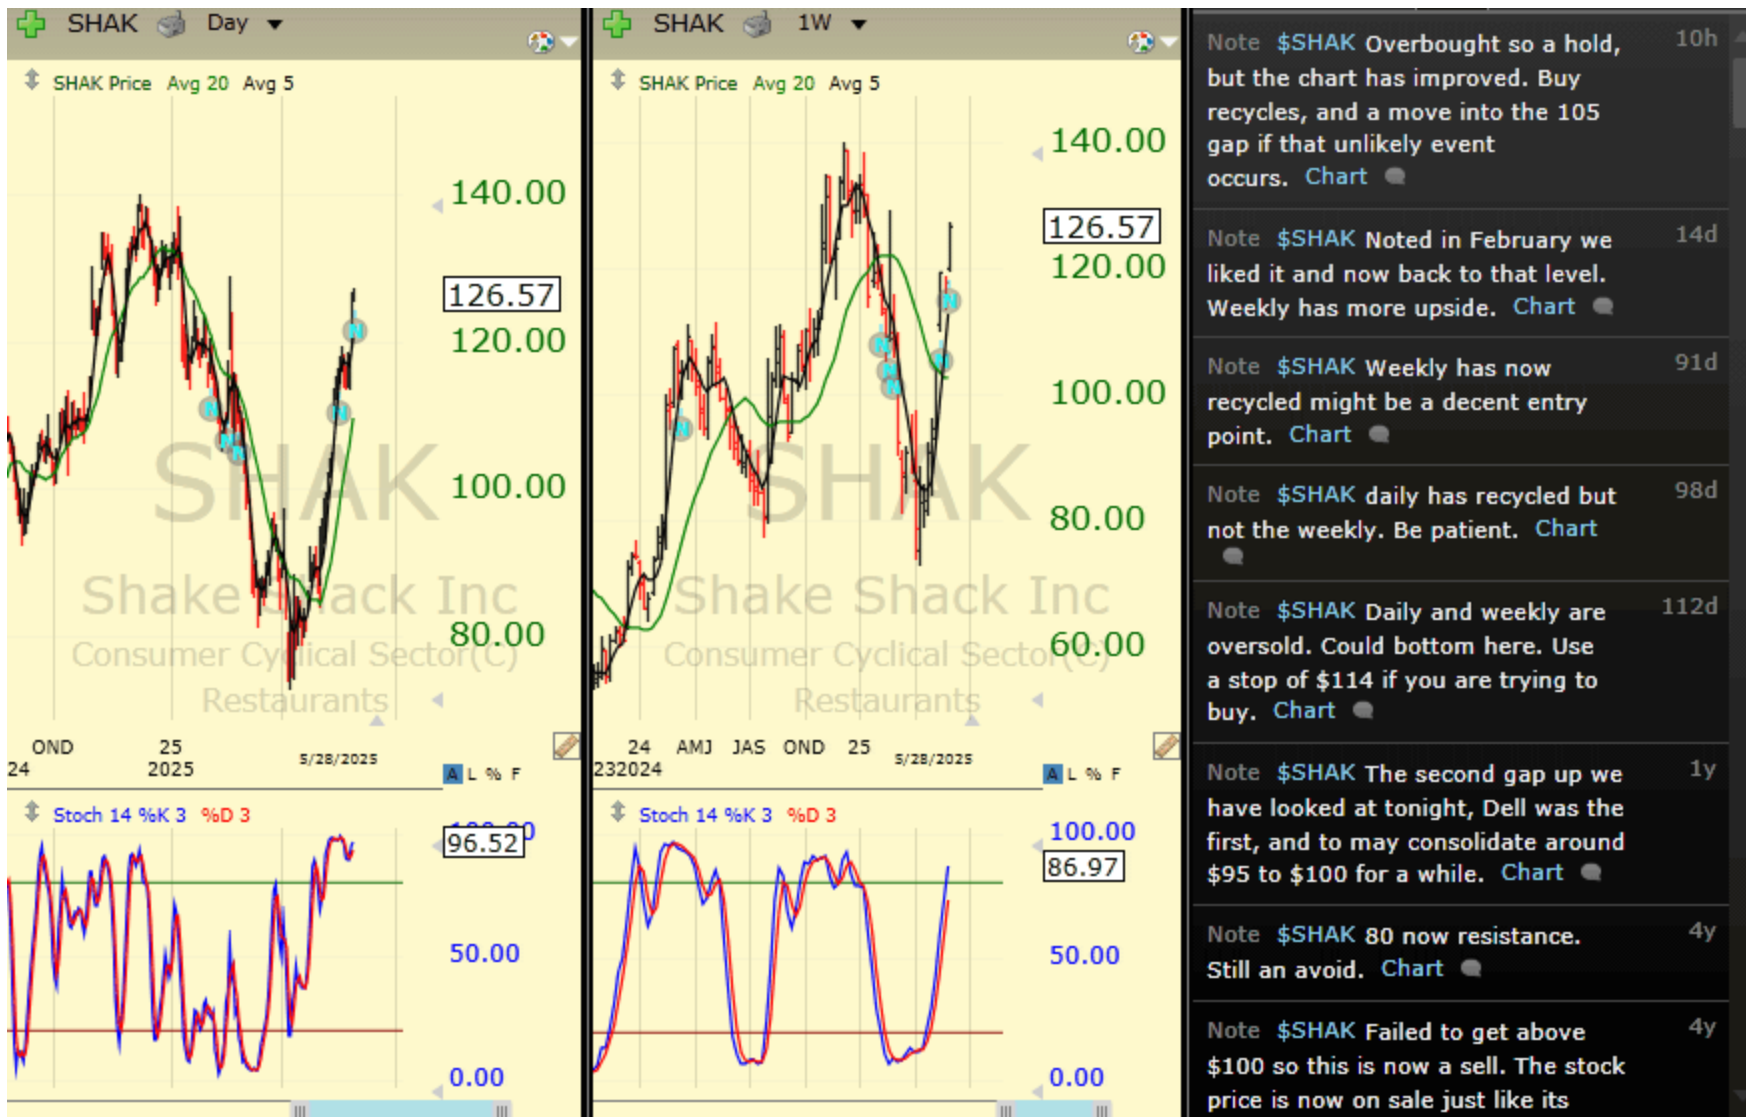 SHAK Day
SHAK Price Avg 20 Avg 5
140.00
126.57
120.00
100.00
80.00
SHAK
Shake Shack Inc
Consumer Cyclical Sector(C)
Restaurants
OND 25
24 2025 5/28/2025
A L % F
Stoch 14 %K 3 %D 3
100.00
96.52
50.00
0.00
N
N
N
N
N
SHAK 1W
SHAK Price Avg 20 Avg 5
140.00
126.57
120.00
100.00
80.00
60.00
SHAK
Shake Shack Inc
Consumer Cyclical Sector(C)
Restaurants
24 AMJ JAS OND 25
232024 5/28/2025
A L % F
Stoch 14 %K 3 %D 3
100.00
86.97
50.00
0.00
N
N
N
N
N
N
Note $SHAK Overbought so a hold, 10h
but the chart has improved. Buy
recycles, and a move into the 105
gap if that unlikely event
occurs. Chart
Note $SHAK Noted in February we 14d
liked it and now back to that level.
Weekly has more upside. Chart
Note $SHAK Weekly has now 91d
recycled might be a decent entry
point. Chart
Note $SHAK daily has recycled but 98d
not the weekly. Be patient. Chart
Note $SHAK Daily and weekly are 112d
oversold. Could bottom here. Use
a stop of $114 if you are trying to
buy. Chart
Note $SHAK The second gap up we 1y
have looked at tonight, Dell was the
first, and to may consolidate around
$95 to $100 for a while. Chart
Note $SHAK 80 now resistance. 4y
Still an avoid. Chart
Note $SHAK Failed to get above 4y
$100 so this is now a sell. The stock
price is now on sale just like its